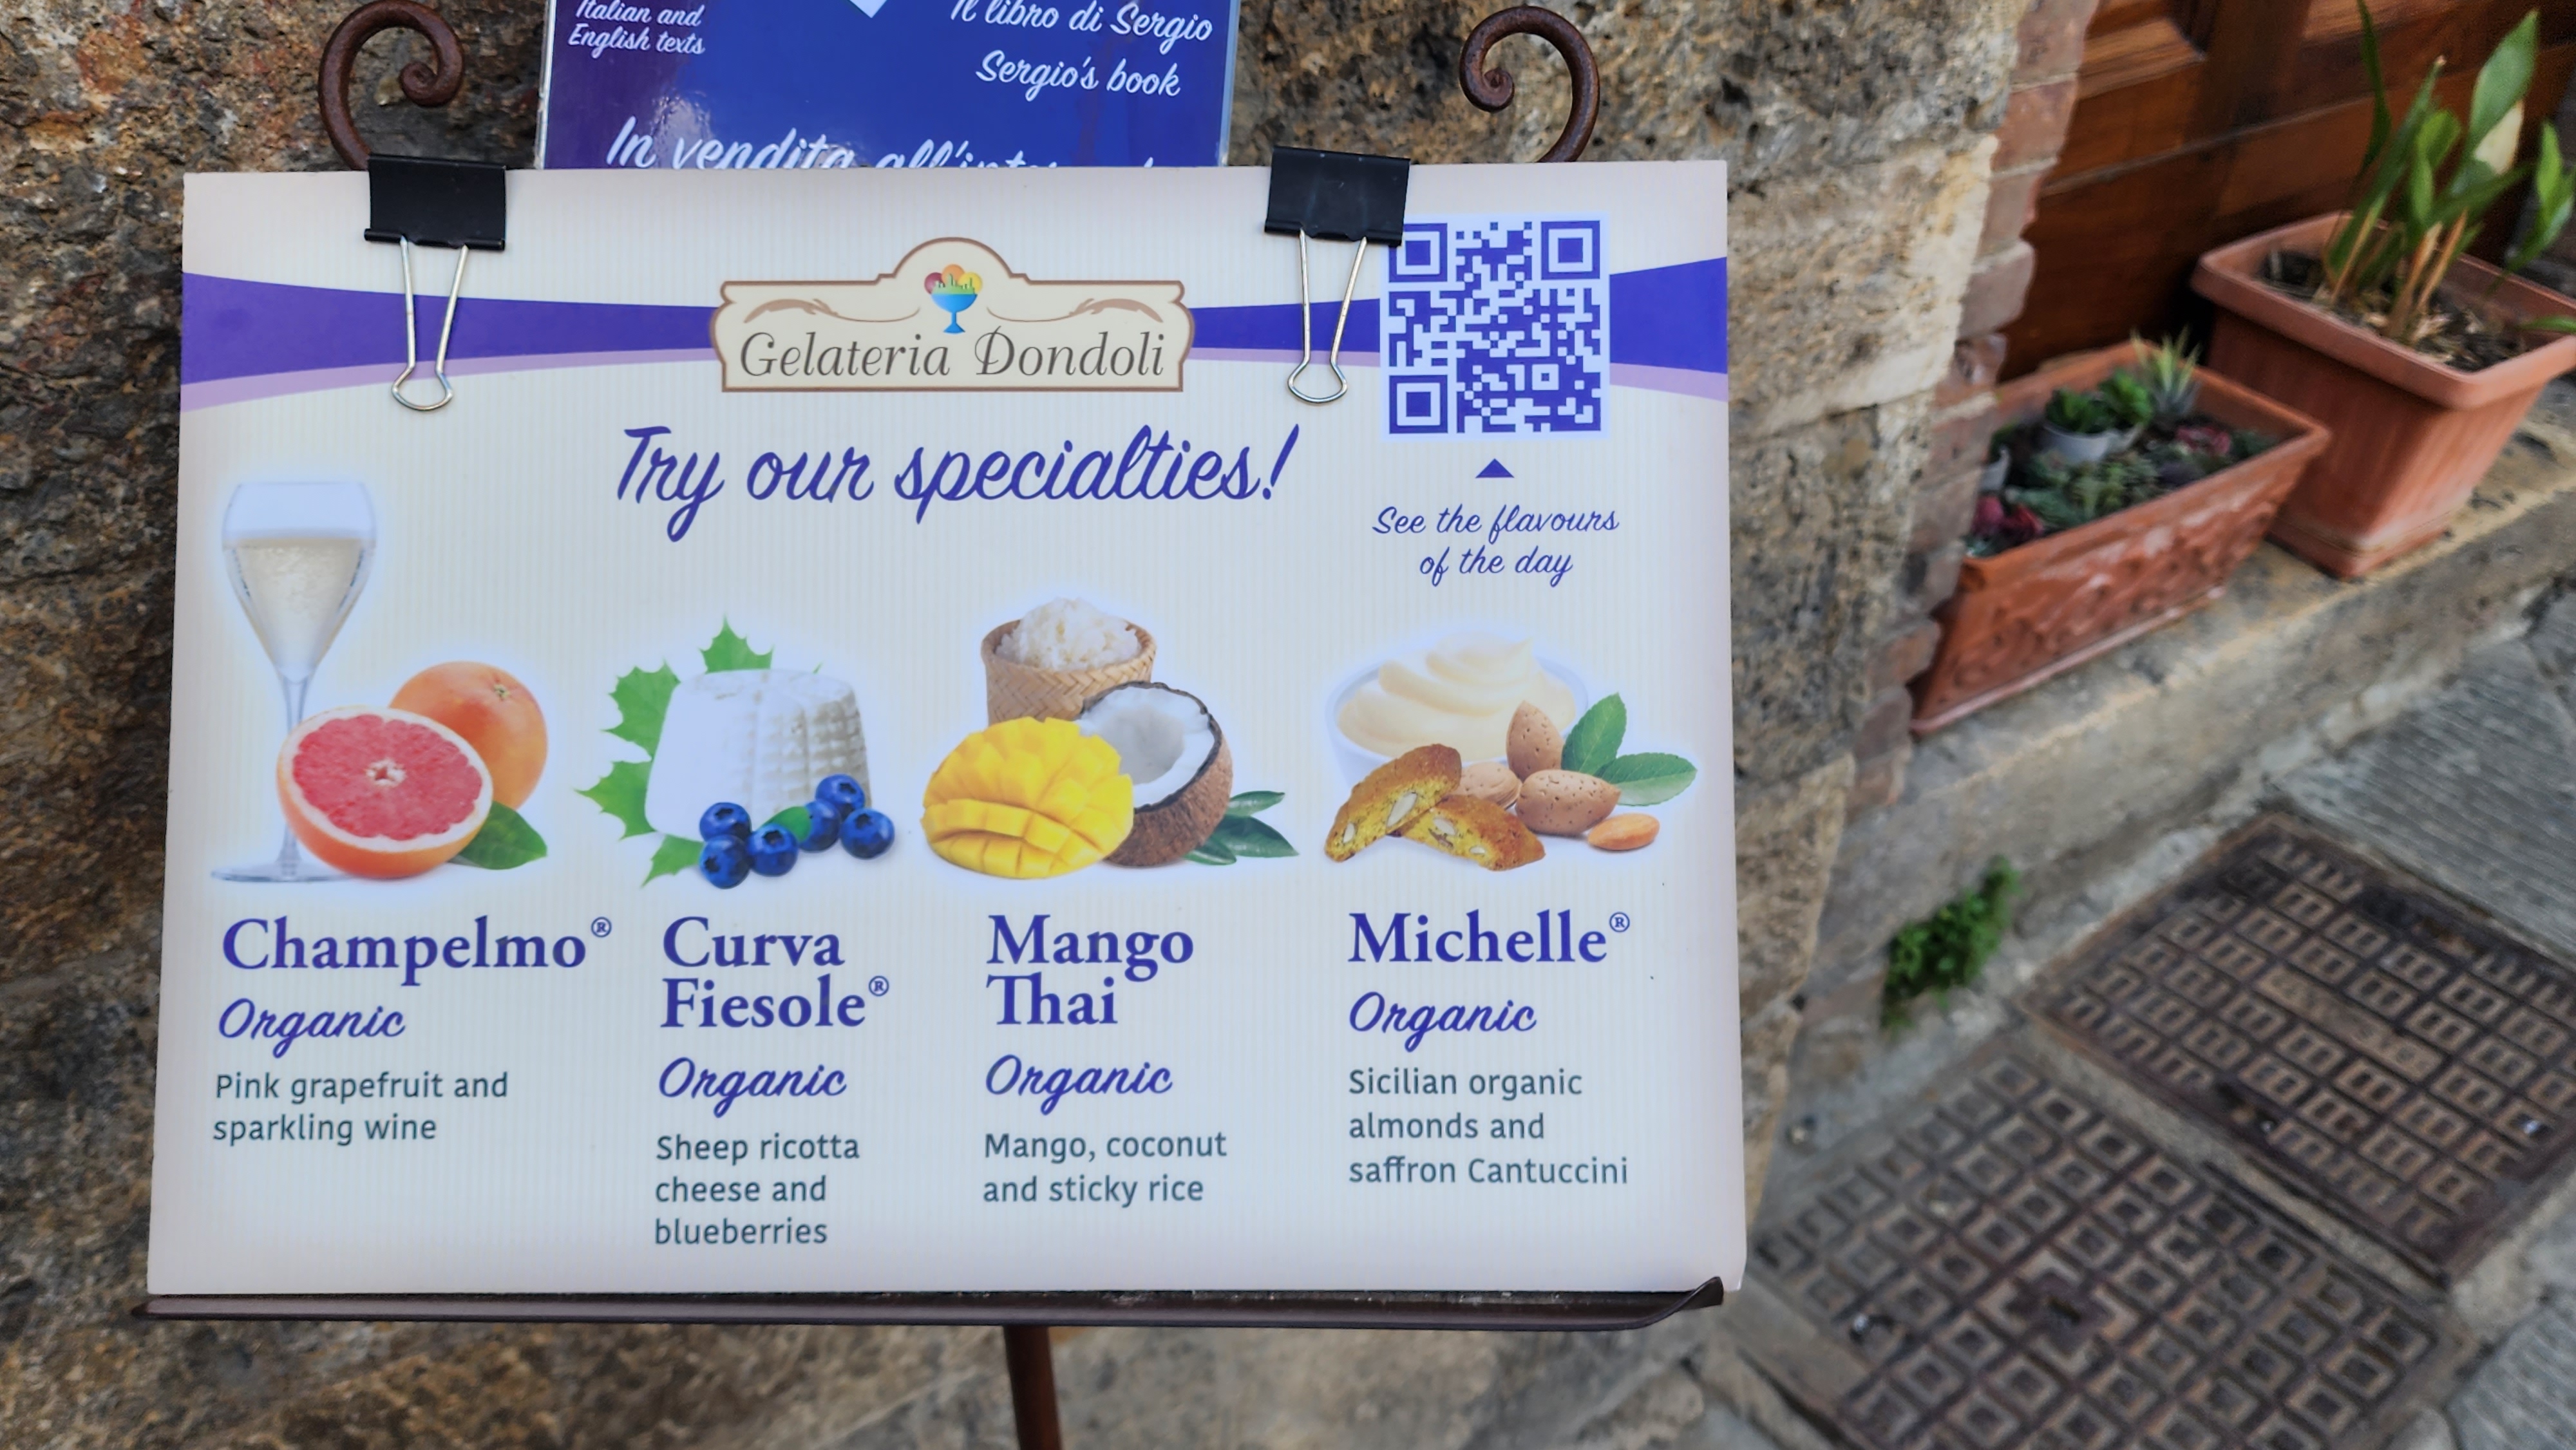 Italian and
English texts
Il libro di Sergio
Sergio's book
In vendita
Gelateria Dondoli
Try our specialties!
See the flavours
of the day
Champelmo®
Organic
Pink grapefruit and
sparkling wine
Curva
Fiesole®
Organic
Sheep ricotta
cheese and
blueberries
Mango
Thai
Organic
Mango, coconut
and sticky rice
Michelle®
Organic
Sicilian organic
almonds and
saffron Cantuccini